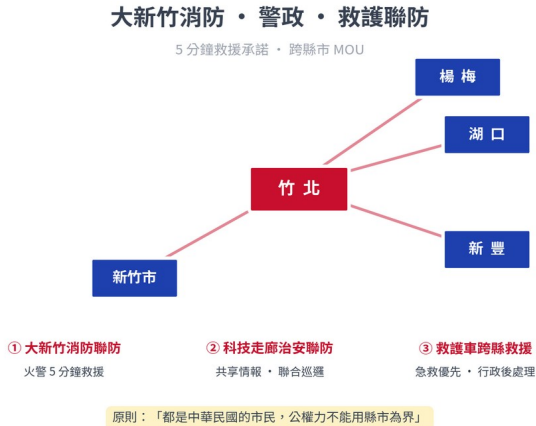 大新竹消防 • 警政 • 救護聯防
5 分鐘救援承諾 • 跨縣市 MOU
楊 梅
湖 口
竹 北
新 豐
新竹市
① 大新竹消防聯防
② 科技走廊治安聯防
③ 救護車跨縣救援
火警 5 分鐘救援
共享情報 • 聯合巡邏
急救優先 • 行政後處理
原則：「都是中華民國的市民，公權力不能用縣市為界」